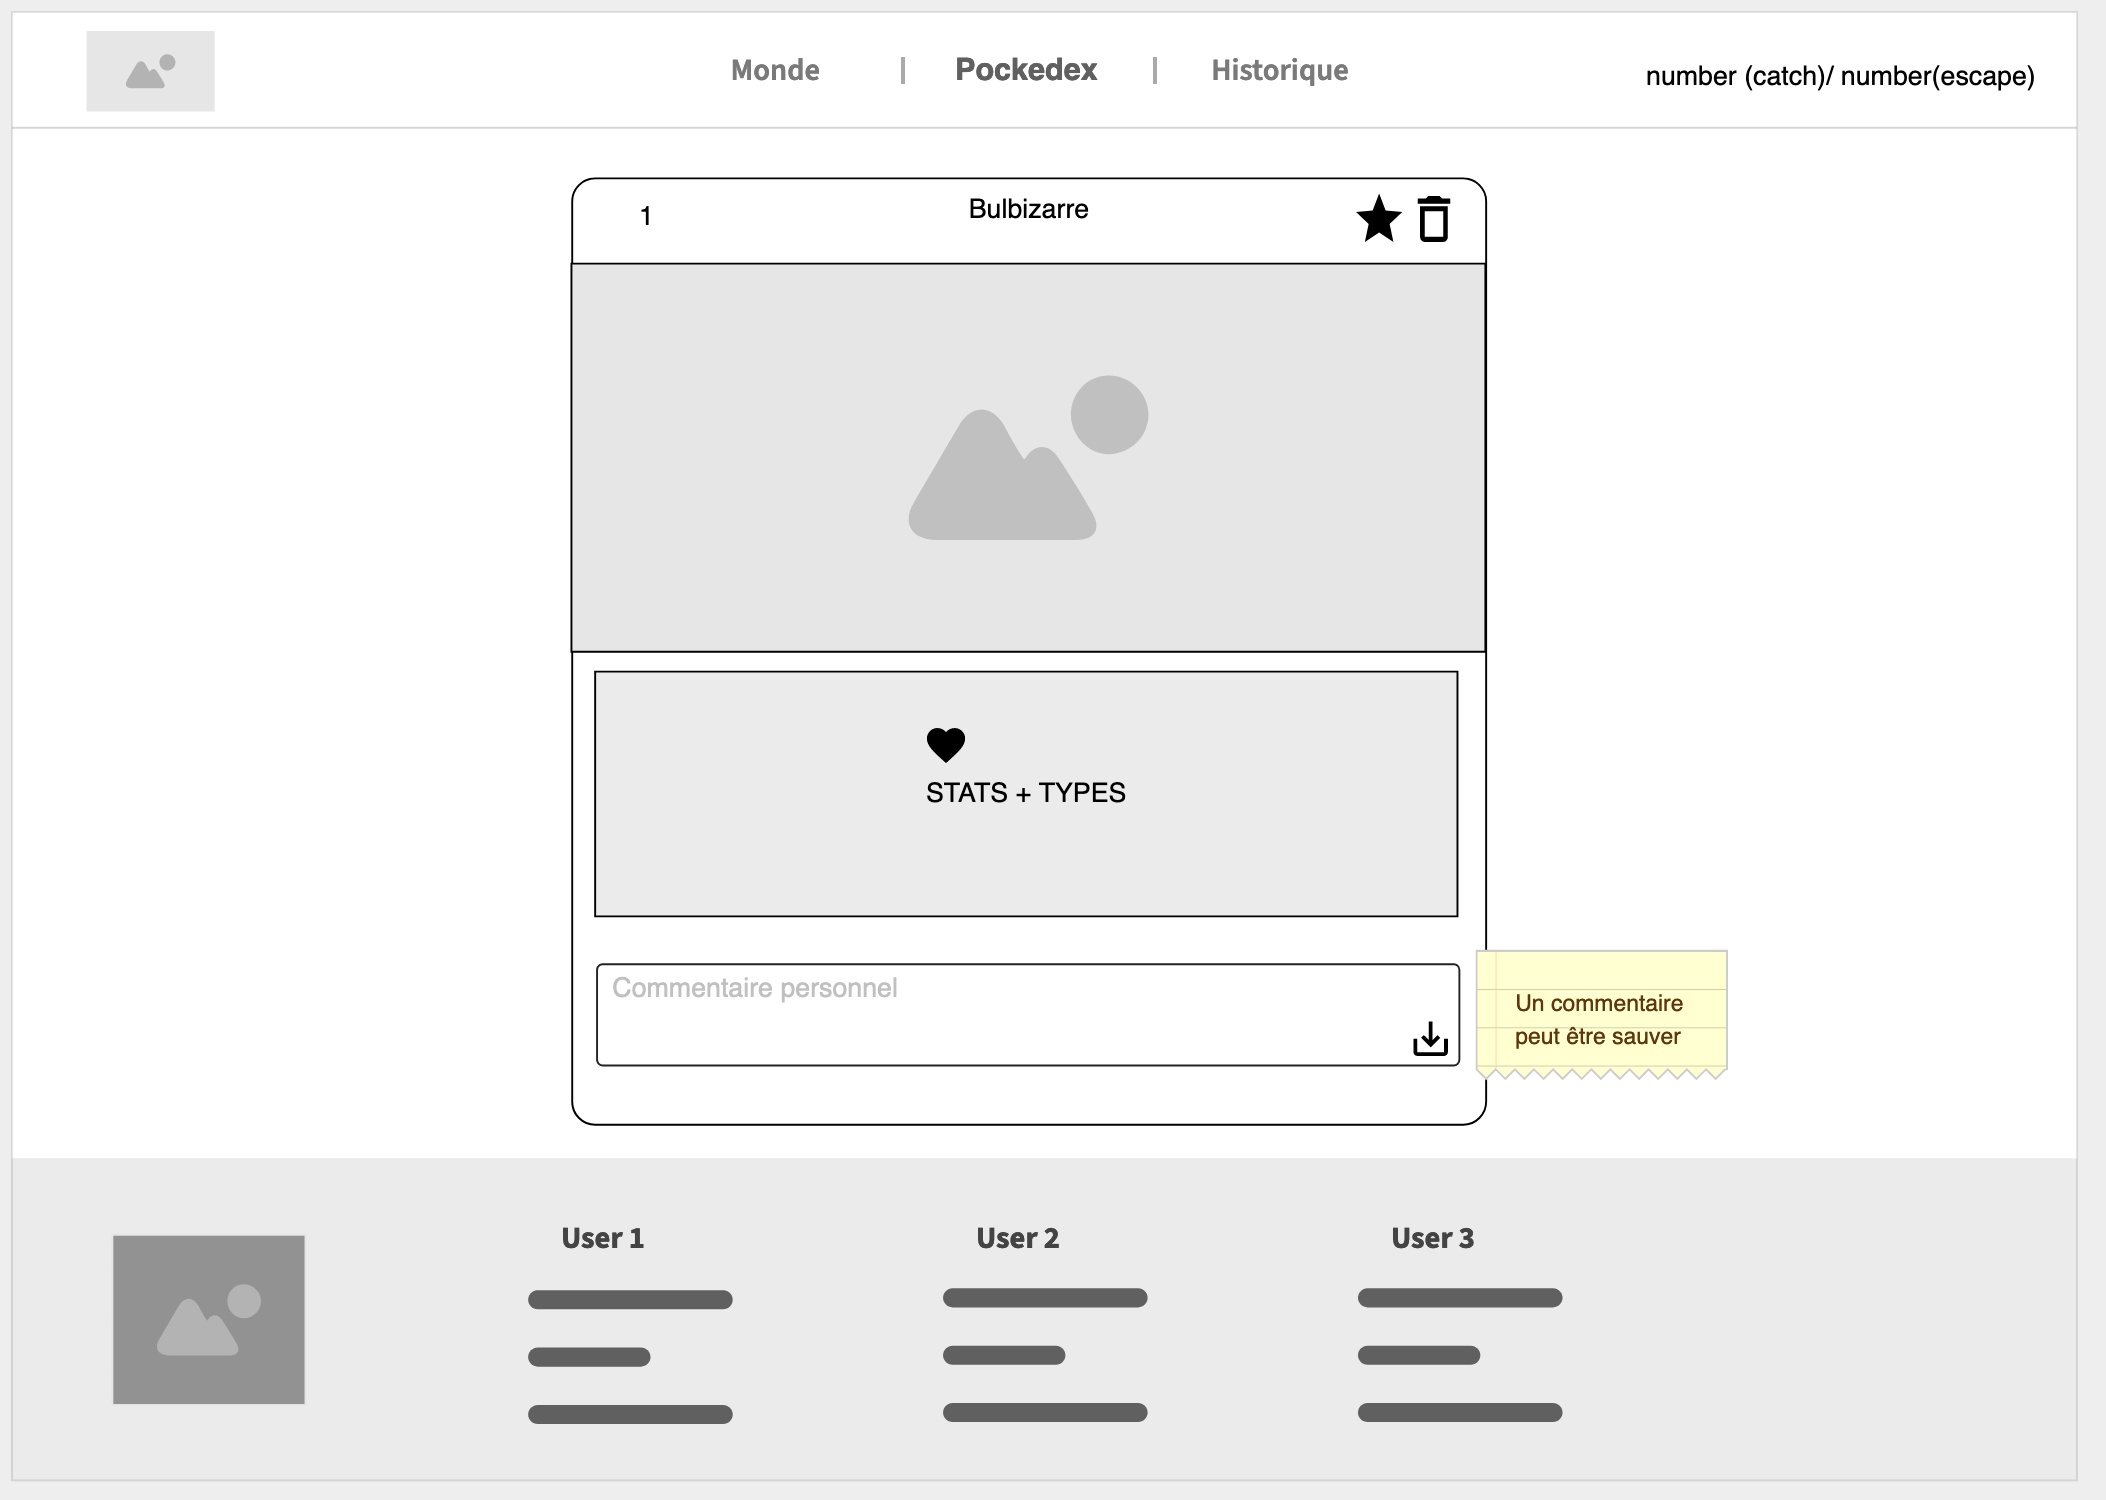 Monde | Pockedex | Historique
number (catch)/ number(escape)
1
Bulbizarre
STATS + TYPES
Commentaire personnel
Un commentaire
peut être sauver
User 1
User 2
User 3